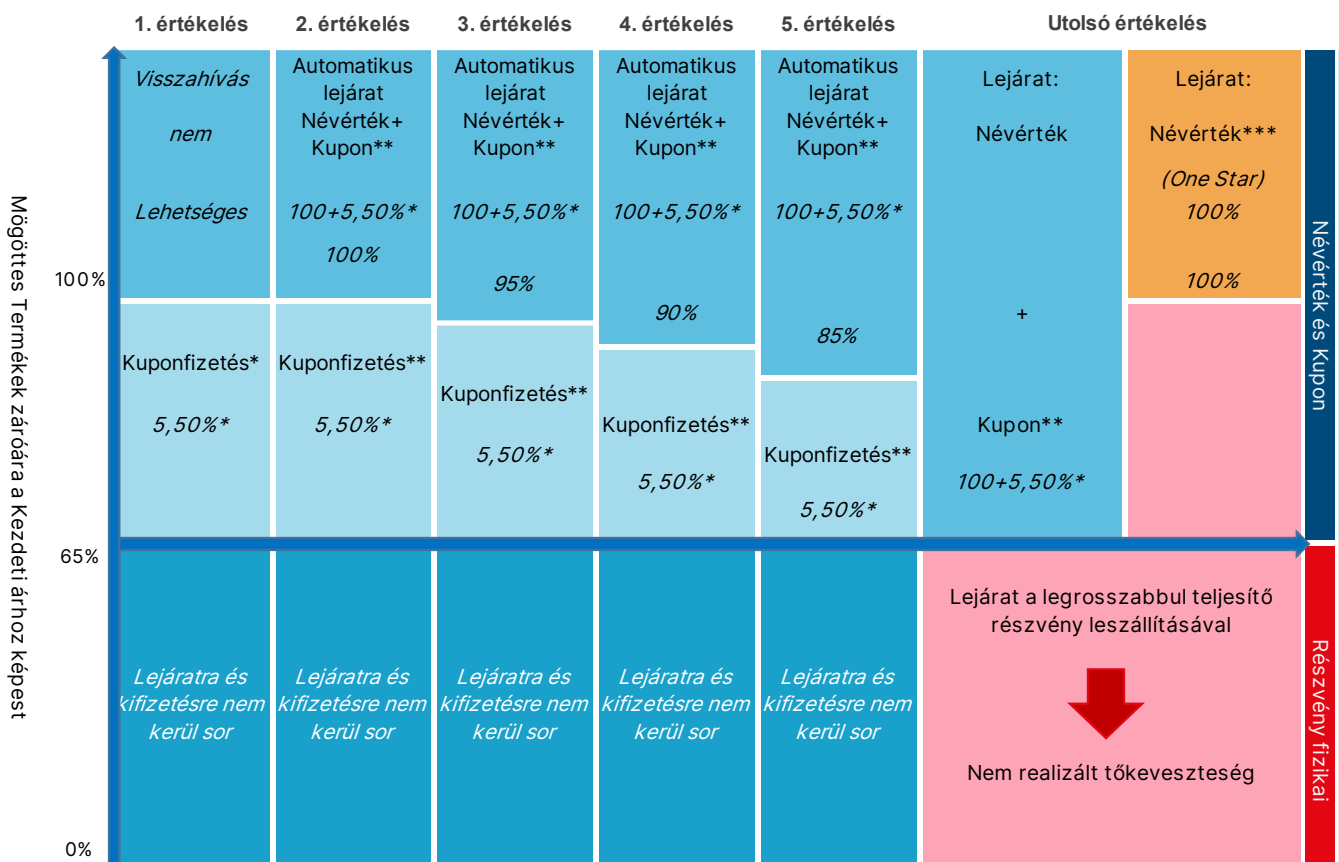 1. értékelés
2. értékelés
3. értékelés
4. értékelés
5. értékelés
Utolsó értékelés
Mögöttes Termékek záróára a Kezdeti árhoz képest
100%
65%
0%
Visszahívás
nem
Lehetséges
Kuponfizetés*
5,50%*
Lejáratra és
kifizetésre nem
kerül sor
Automatikus
lejárat
Névérték+
Kupon**
100+5,50%*
100%
Kuponfizetés**
5,50%*
Lejáratra és
kifizetésre nem
kerül sor
Automatikus
lejárat
Névérték+
Kupon**
100+5,50%*
95%
Kuponfizetés**
5,50%*
Lejáratra és
kifizetésre nem
kerül sor
Automatikus
lejárat
Névérték+
Kupon**
100+5,50%*
90%
Kuponfizetés**
5,50%*
Lejáratra és
kifizetésre nem
kerül sor
Automatikus
lejárat
Névérték+
Kupon**
100+5,50%*
85%
Kuponfizetés**
5,50%*
Lejáratra és
kifizetésre nem
kerül sor
Lejárat:
Névérték
+
Kupon**
100+5,50%*
Lejárat:
Névérték***
(One Star)
100%
100%
Lejárat a legrosszabbul teljesítő
részvény leszállításával
Nem realizált tőkeveszteség
Névérték és Kupon
Részvény fizikai